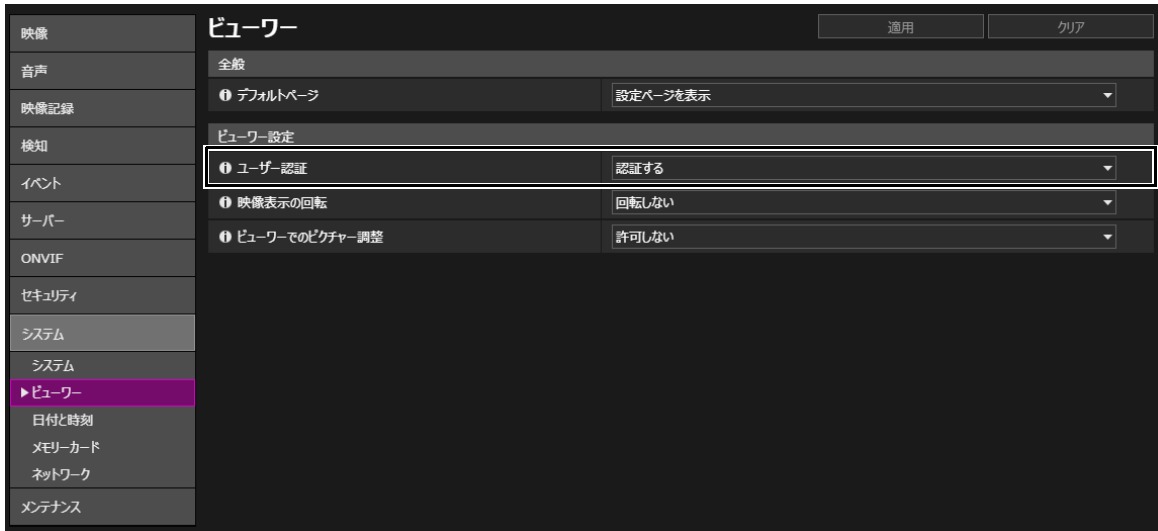 映像
音声
映像記録
検知
イベント
サーバー
ONVIF
セキュリティ
システム
システム
ビューワー
日付と時刻
メモリーカード
ネットワーク
メンテナンス
ビューワー
適用
クリア
全般
デフォルトページ
設定ページを表示
ビューワー設定
ユーザー認証
認証する
映像表示の回転
回転しない
ビューワーでのピクチャー調整
許可しない